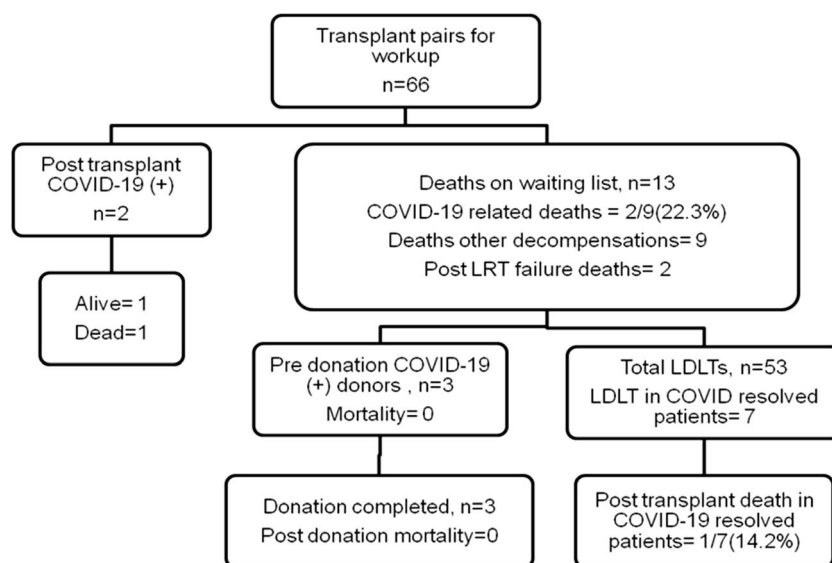 Transplant pairs for
workup
n=66
Post transplant
COVID-19 (+)
n=2
Deaths on waiting list, n=13
COVID-19 related deaths = 2/9(22.3%)
Deaths other decompensations= 9
Post LRT failure deaths= 2
Alive= 1
Dead=1
Pre donation COVID-19
(+) donors , n=3
Mortality= 0
Total LDLTs, n=53
LDLT in COVID resolved
patients= 7
Donation completed, n=3
Post donation mortality=0
Post transplant death in
COVID-19 resolved
patients= 1/7(14.2%)